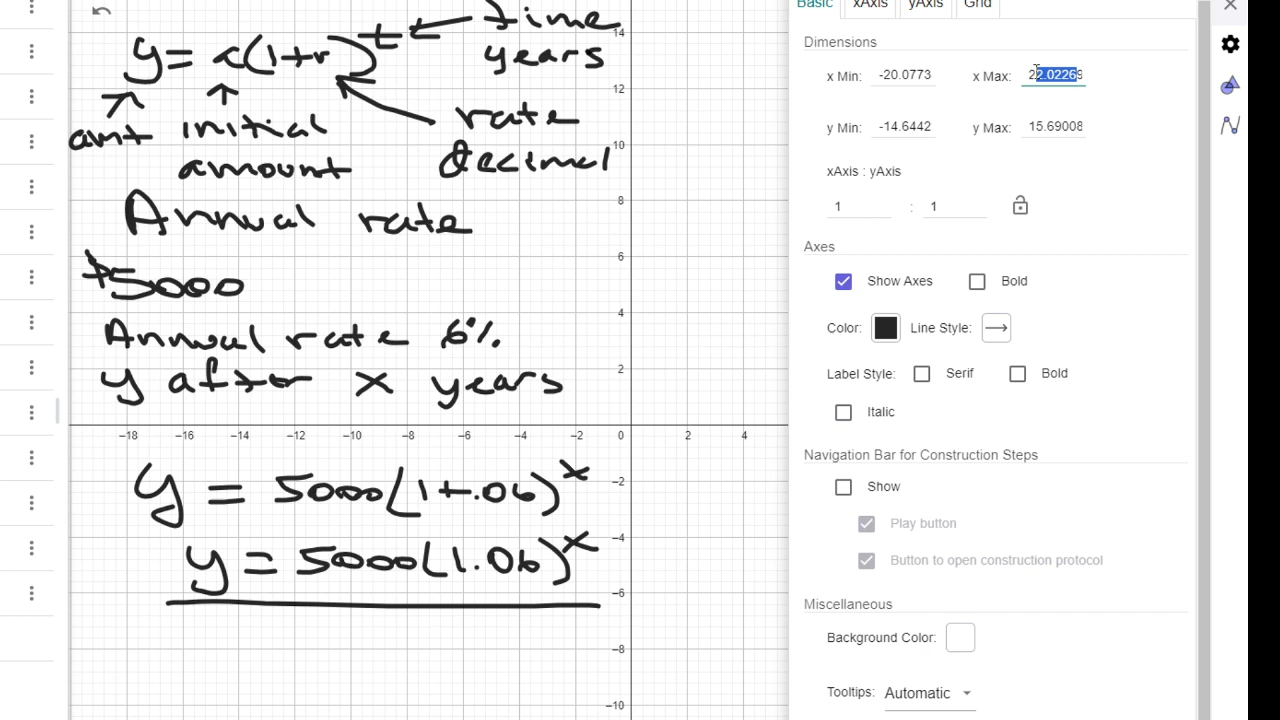 Basic xAxis yAxis Grid
time
years
y = a(1+r)^t
amt initial amount
rate
decimal
Annual rate
$5000
Annual rate 6%
y after x years
y = 5000(1+.06)^x
y = 5000(1.06)^x
14
12
10
8
6
4
2
−18 −16 −14 −12 −10 −8 −6 −4 −2 0 2 4
−2
−4
−6
−8
−10
Dimensions
x Min: -20.0773 x Max: 22.0226
y Min: -14.6442 y Max: 15.69008
xAxis : yAxis
1 : 1
Axes
Show Axes Bold
Color: Line Style:
Label Style: Serif Bold
Italic
Navigation Bar for Construction Steps
Show
Play button
Button to open construction protocol
Miscellaneous
Background Color:
Tooltips: Automatic